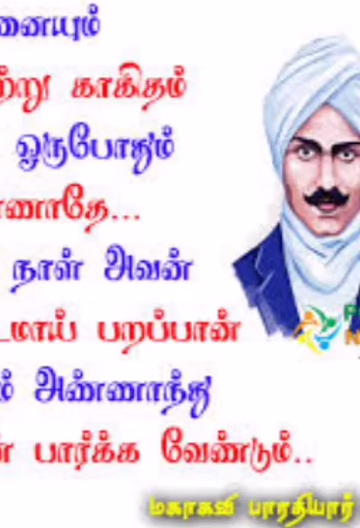 னையும்
ற்று காகிதம்
ஒருபோதும்
ணாதே...
நாள் அவன்
டமாய் பறப்பான்
ம் அண்ணாந்து
ன் பார்க்க வேண்டும்..
மகாகவி பாரதியார்